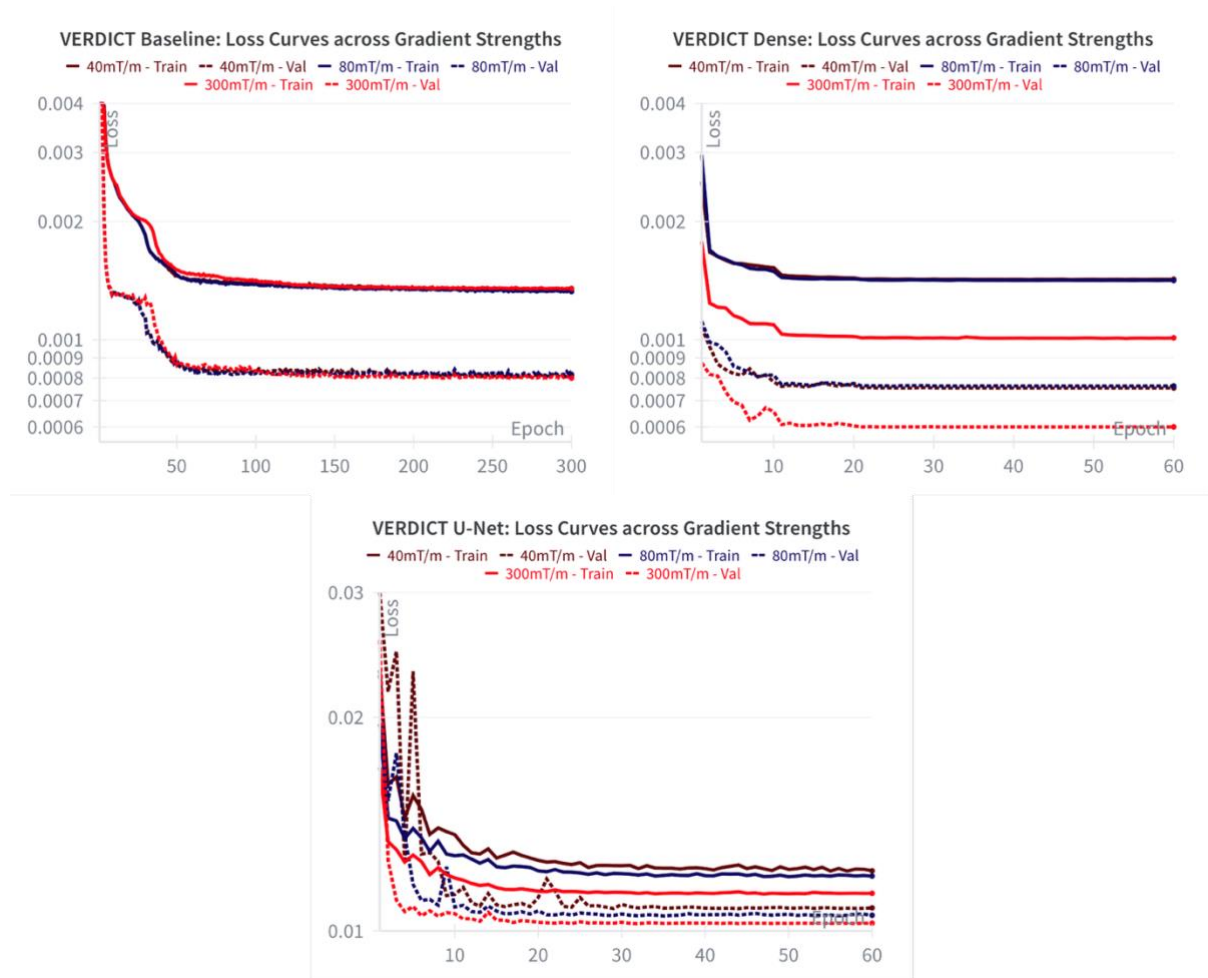 VERDICT Baseline: Loss Curves across Gradient Strengths
40mT/m - Train 40mT/m - Val 80mT/m - Train 80mT/m - Val
300mT/m - Train 300mT/m - Val
0.004
Loss
0.003
0.002
0.001
0.0009
0.0008
0.0007
0.0006
Epoch
50 100 150 200 250 300
VERDICT Dense: Loss Curves across Gradient Strengths
40mT/m - Train 40mT/m - Val 80mT/m - Train 80mT/m - Val
300mT/m - Train 300mT/m - Val
0.004
Loss
0.003
0.002
0.001
0.0009
0.0008
0.0007
0.0006
Epoch
10 20 30 40 50 60
VERDICT U-Net: Loss Curves across Gradient Strengths
40mT/m - Train 40mT/m - Val 80mT/m - Train 80mT/m - Val
300mT/m - Train 300mT/m - Val
0.03
Loss
0.02
Epoch
0.01
10 20 30 40 50 60